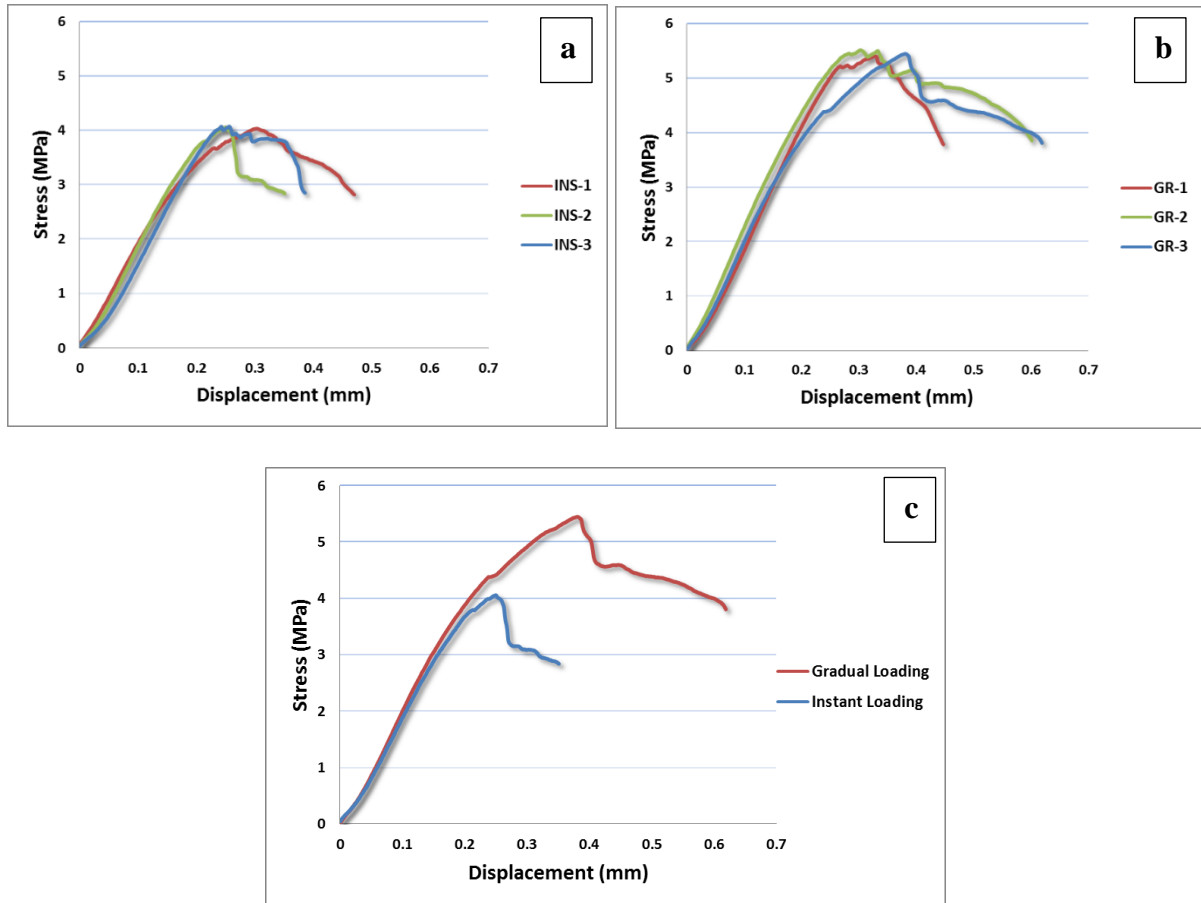 a
6
5
4
3
2
1
0
Stress (MPa)
0 0.1 0.2 0.3 0.4 0.5 0.6 0.7
Displacement (mm)
INS-1
INS-2
INS-3
b
6
5
4
3
2
1
0
Stress (MPa)
0 0.1 0.2 0.3 0.4 0.5 0.6 0.7
Displacement (mm)
GR-1
GR-2
GR-3
c
6
5
4
3
2
1
0
Stress (MPa)
0 0.1 0.2 0.3 0.4 0.5 0.6 0.7
Displacement (mm)
Gradual Loading
Instant Loading